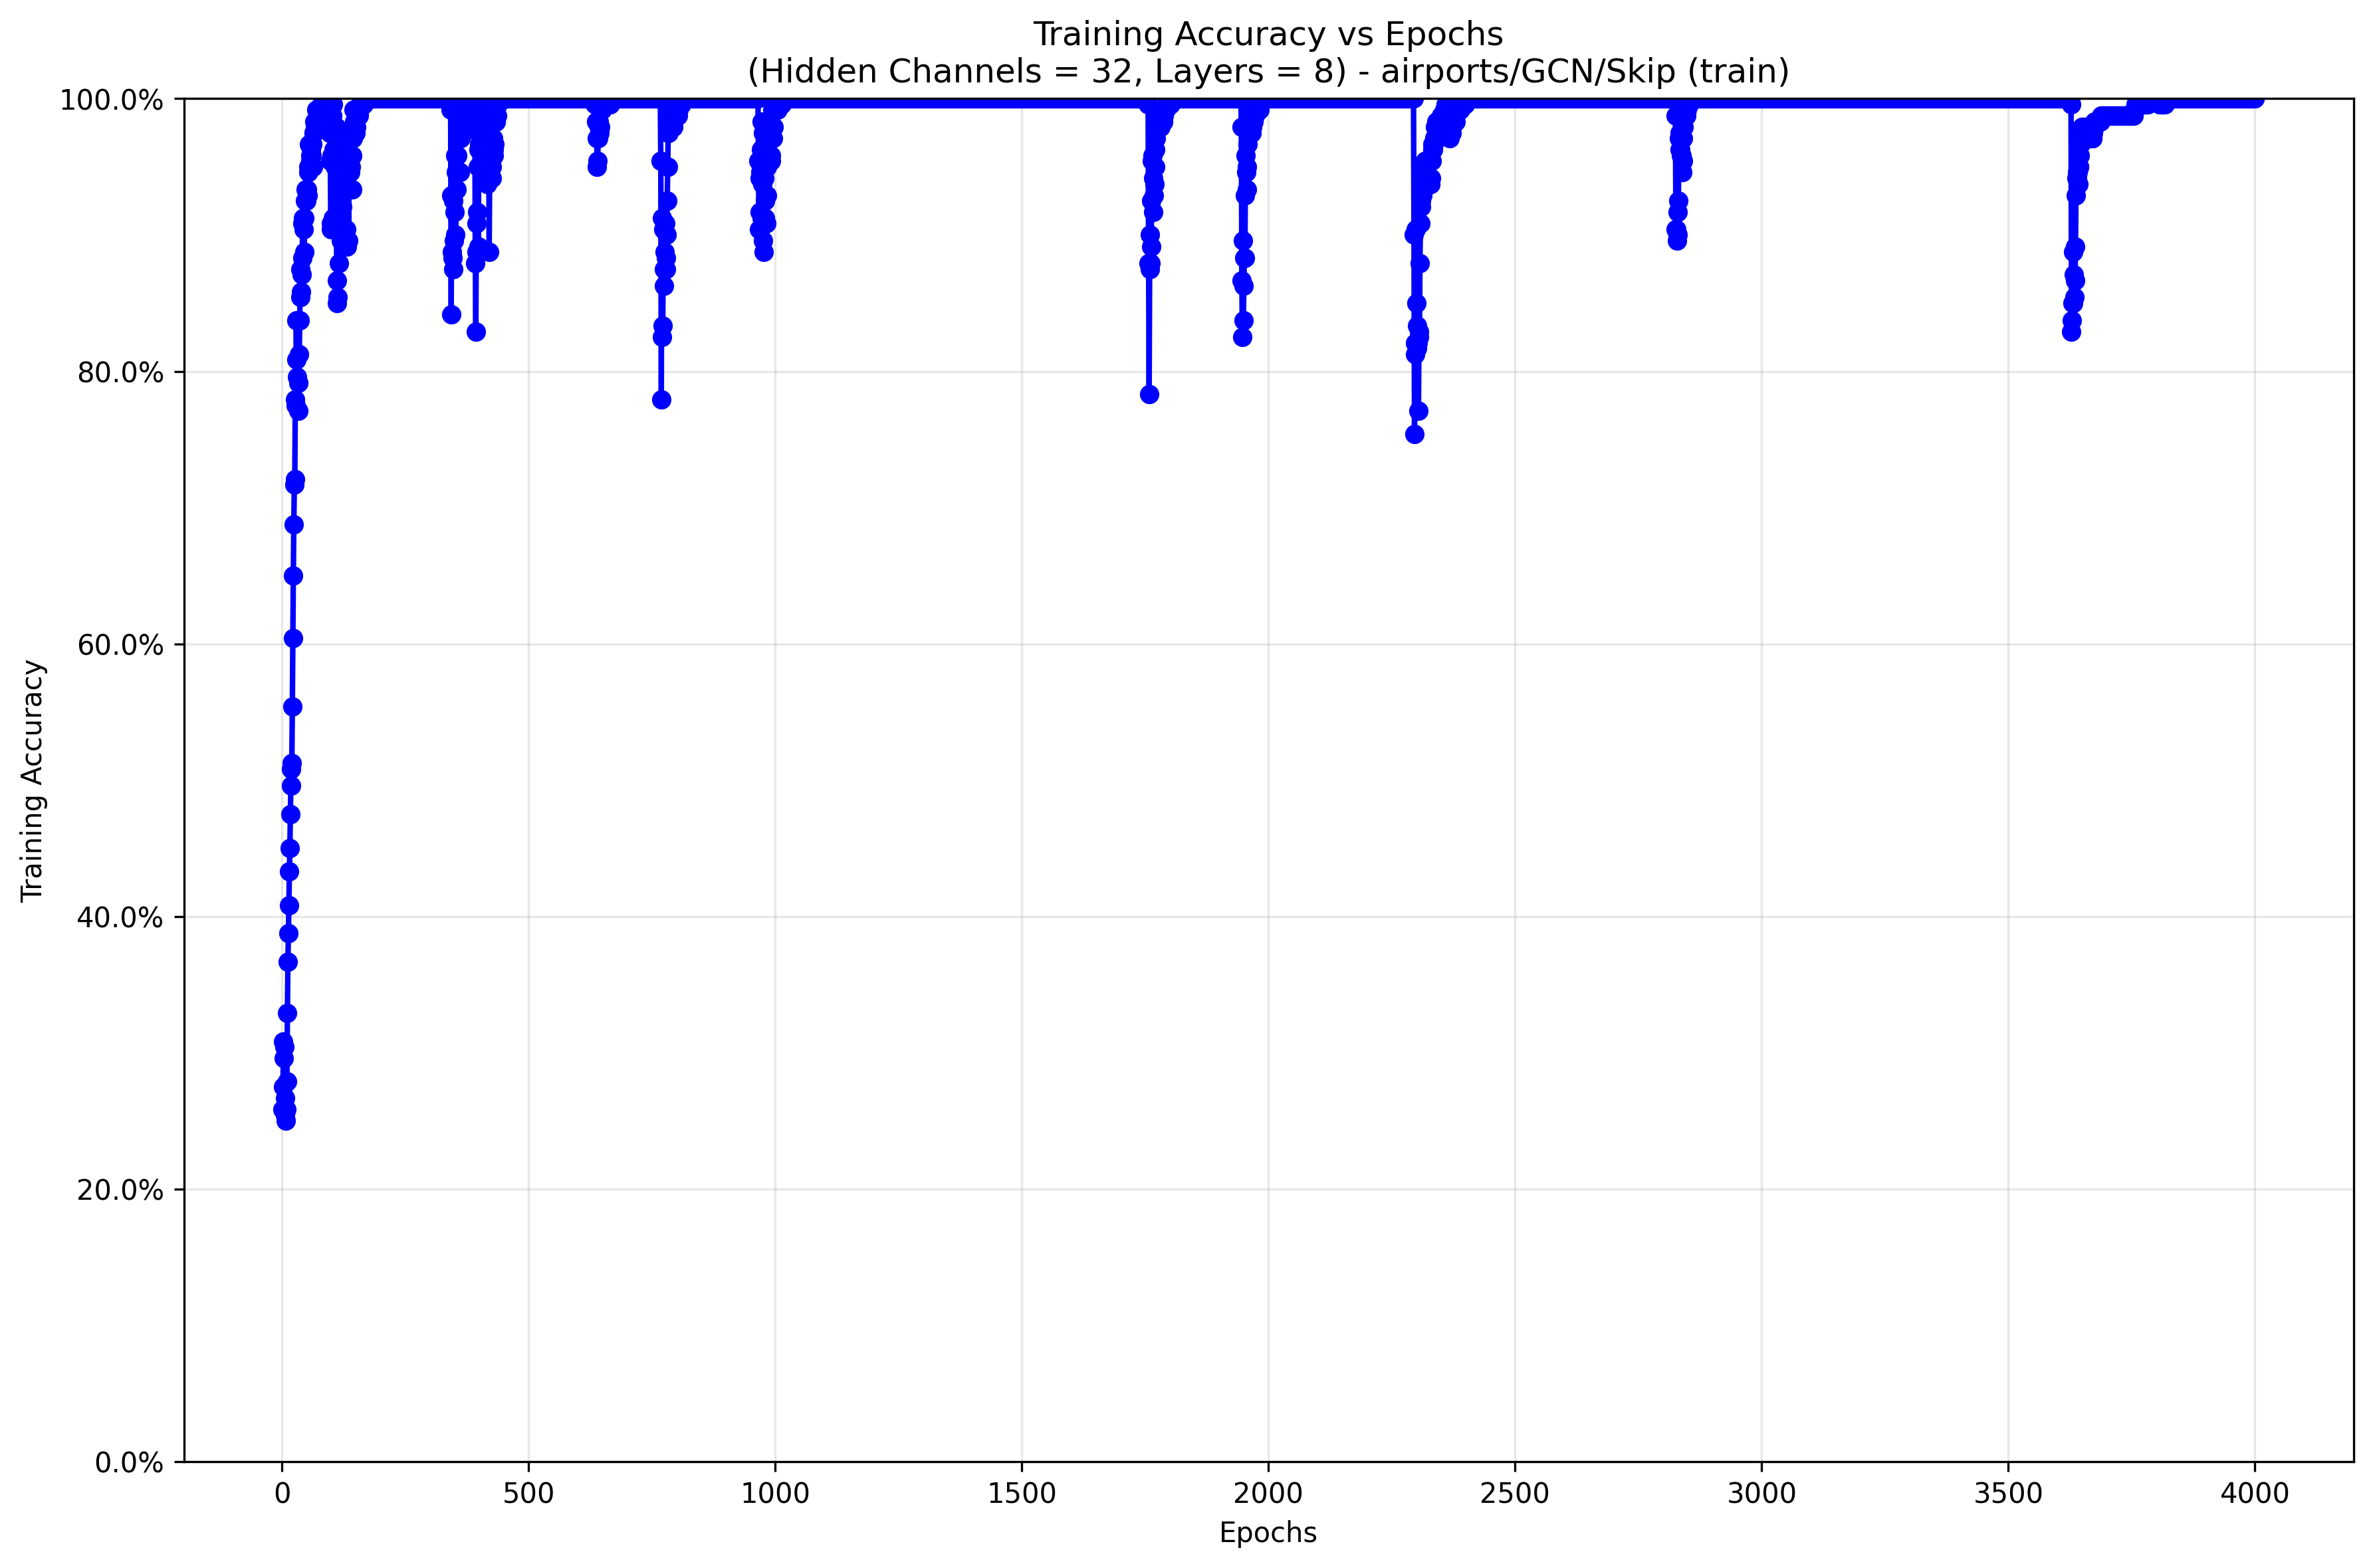 Training Accuracy vs Epochs
(Hidden Channels = 32, Layers = 8) - airports/GCN/Skip (train)
100.0%
80.0%
60.0%
40.0%
20.0%
0.0%
Training Accuracy
0 500 1000 1500 2000 2500 3000 3500 4000
Epochs